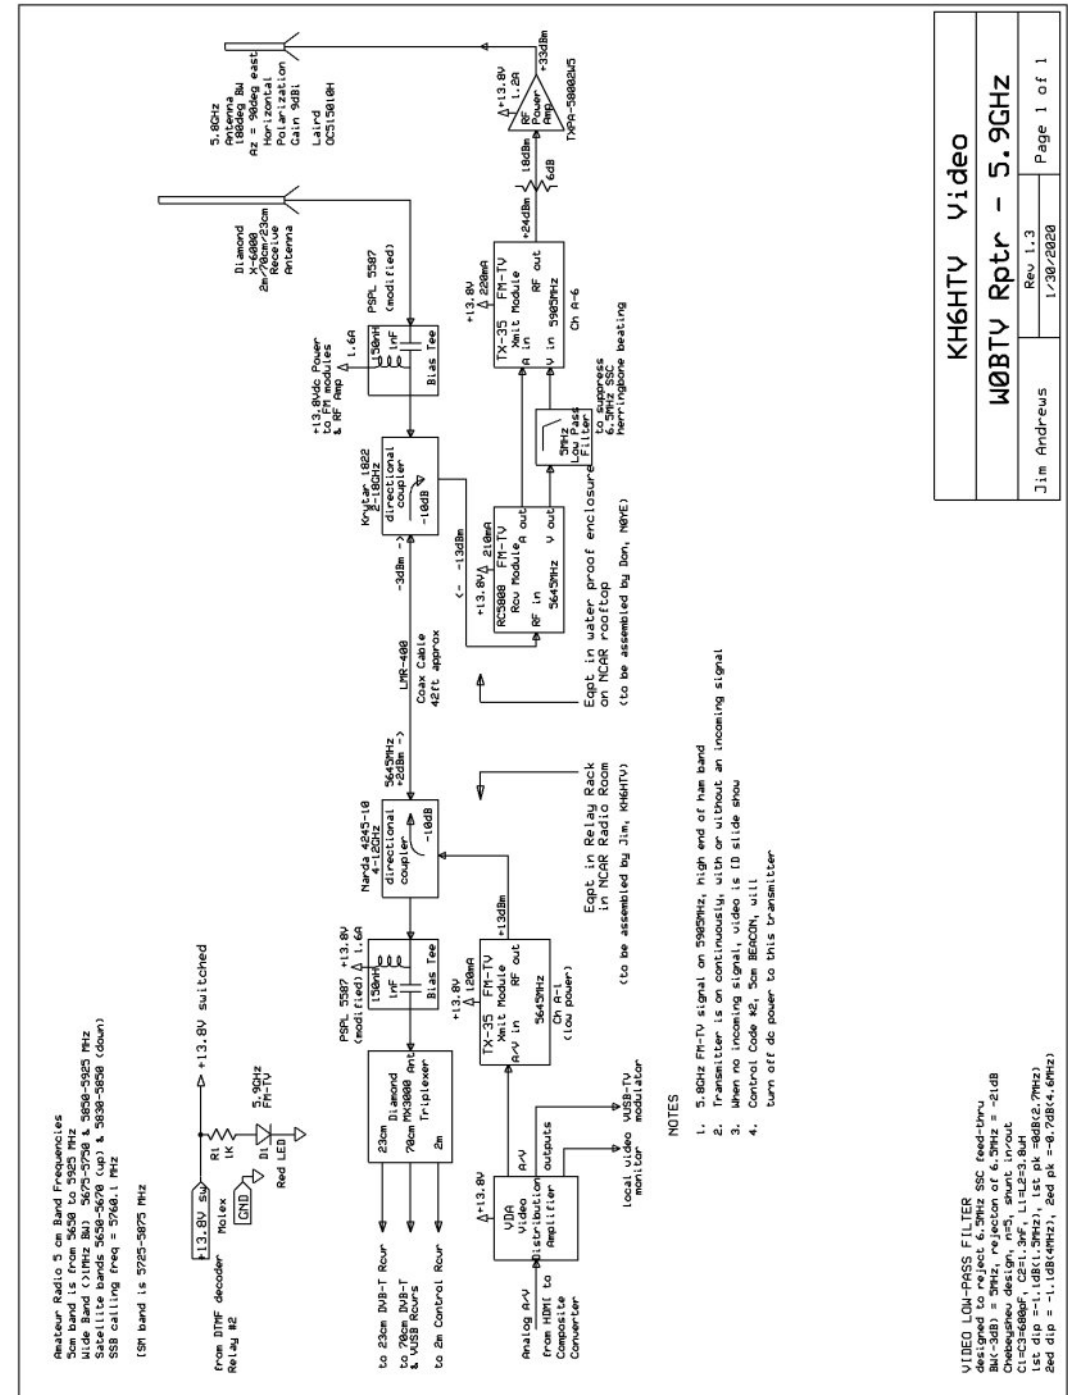 Amateur Radio 5 cm Band Frequencies
5cm band is from 5650 to 5925 MHz
Wide Band (>1MHz BW) 5675-5750 & 5850-5925 MHz
Satellite bands 5650-5670 (up) & 5830-5850 (down)
SSB calling freq = 5760.1 MHz
ISM band is 5725-5875 MHz
from DTMF decoder
Relay #2
+13.8V sw
Molex
GND
+13.8V switched
R1
1K
D1
Red LED
5.9GHz
FM-TV
5.8GHz
Antenna
180deg BW
Az = 90deg east
Horizontal
Polarization
Gain 9dBi
Laird
OC515010H
Diamond
X-6000
2m/70cm/23cm
Receive
Antenna
to 23cm DVB-T Rcvr
to 70cm DVB-T
& VUSB Rcvrs
to 2m Control Rcvr
23cm
Diamond
70cm MX3000 Ant
Triplexer
2m
PSPL 5587
(modified)
+13.8V
1.6A
150nH
1nF
Bias Tee
Narda 4245-10
4-12GHz
directional
coupler
-10dB
5645MHz
+2dBm ->
LMR-400
Coax Cable
42ft approx
-3dBm ->
Krytar 1822
2-18GHz
directional
coupler
-10dB
<- -13dBm
+13.8Vdc Power
to FM modules
& RF Amp
1.6A
PSPL 5587
(modified)
150nH
1nF
Bias Tee
Analog A/V
from HDMI to
Composite
Converter
+13.8V
VDA
Video
Distribution
Amplifier
A/V
outputs
local video
monitor
VUSB-TV
modulator
+13.8V
120mA
TX-35 FM-TV
Xmit Module
A/V in RF out
5645MHz
Ch A-1
(low power)
+13dBm
Eqpt in Relay Rack
in NCAR Radio Room
(to be assembled by Jim, KH6HTV)
Eqpt in water proof enclosure
on NCAR rooftop
(to be assembled by Don, N0YE)
+13.8V
210mA
RC5808 FM-TV
Rcv Module A out
RF in
5645MHz V out
5MHz
Low Pass
Filter
to suppress
6.5MHz SSC
herringbone beating
+13.8V
220mA
TX-35 FM-TV
Xmit Module
A in RF out
V in 5905MHz
Ch A-6
+24dBm
6dB
18dBm
+13.8V
1.2A
RF
Power
Amp
TXPA-58002W5
+33dBm
NOTES
1. 5.8GHz FM-TV signal on 5905MHz, high end of ham band
2. Transmitter is on continuously, with or without an incoming signal
3. When no incoming signal, video is ID slide show
4. Control Code #2, 5cm BEACON, will
turn off dc power to this transmitter
VIDEO LOW-PASS FILTER
designed to reject 6.5MHz SSC feed-thru
BW(-3dB) = 5MHz, rejecton of 6.5MHz = -21dB
Chebeyshev design, n=5, shunt in/out
C1=C3=680pF, C2=1.3nF, L1=L2=3.8uH
1st dip =-1.1dB(1.5MHz), 1st pk =0dB(2.7MHz)
2ed dip = -1.1dB(4MHz), 2ed pk =-0.7dB(4.6MHz)
KH6HTV Video
W0BTV Rptr - 5.9GHz
Jim Andrews
Rev 1.3
1/30/2020
Page 1 of 1